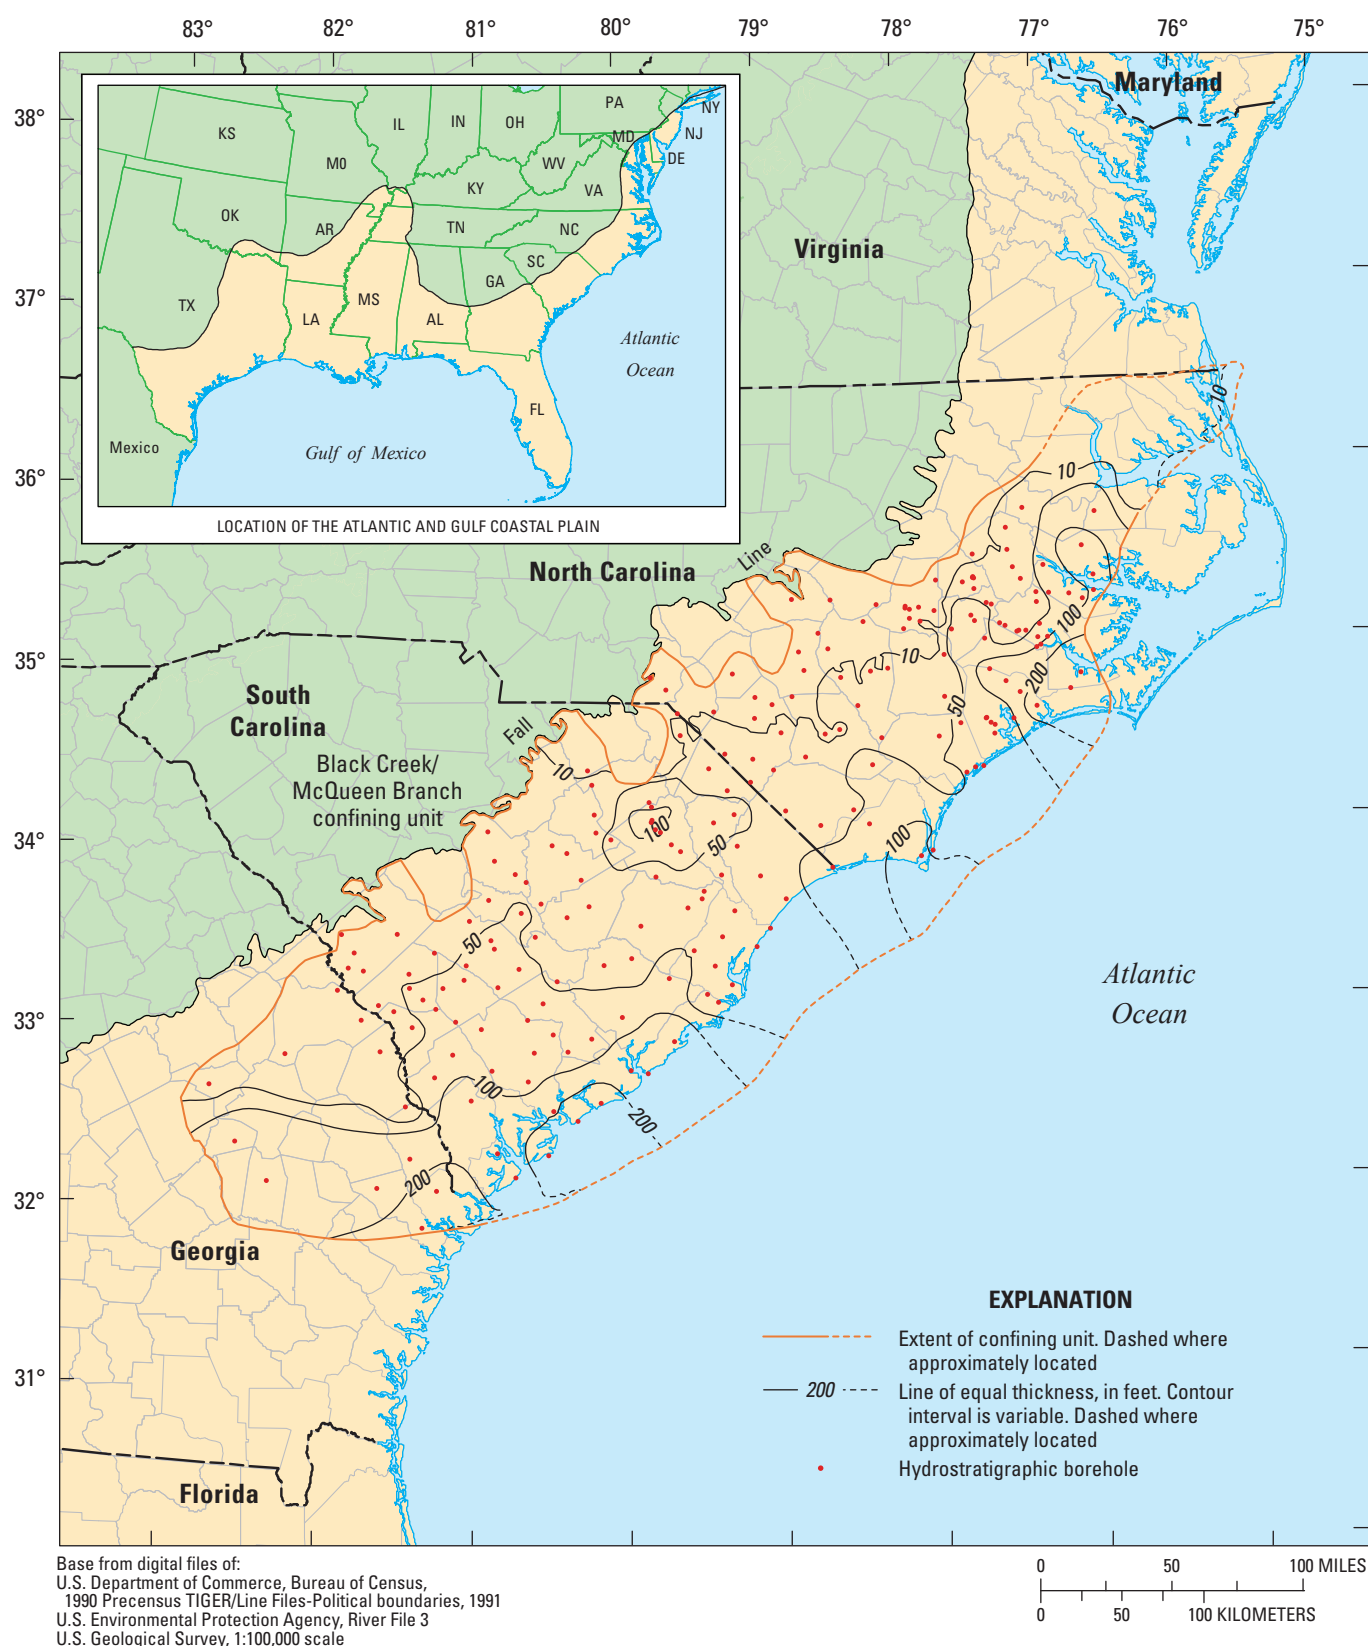 83° 82° 81° 80° 79° 78° 77° 76° 75°
38°
37°
36°
35°
34°
33°
32°
31°
KS
MO
IL
IN
OH
PA
NY
NJ
MD
DE
WV
VA
KY
OK
AR
TN
NC
SC
GA
TX
LA
MS
AL
FL
Mexico
Gulf of Mexico
Atlantic
Ocean
LOCATION OF THE ATLANTIC AND GULF COASTAL PLAIN
Maryland
Virginia
North Carolina
Fall
Line
South
Carolina
Black Creek/
McQueen Branch
confining unit
10
10
100
10
200
50
10
100
50
100
50
100
200
200
Atlantic
Ocean
Georgia
Florida
EXPLANATION
Extent of confining unit. Dashed where
approximately located
200
Line of equal thickness, in feet. Contour
interval is variable. Dashed where
approximately located
Hydrostratigraphic borehole
Base from digital files of:
U.S. Department of Commerce, Bureau of Census,
1990 Precensus TIGER/Line Files-Political boundaries, 1991
U.S. Environmental Protection Agency, River File 3
U.S. Geological Survey, 1:100,000 scale
0 50 100 MILES
0 50 100 KILOMETERS